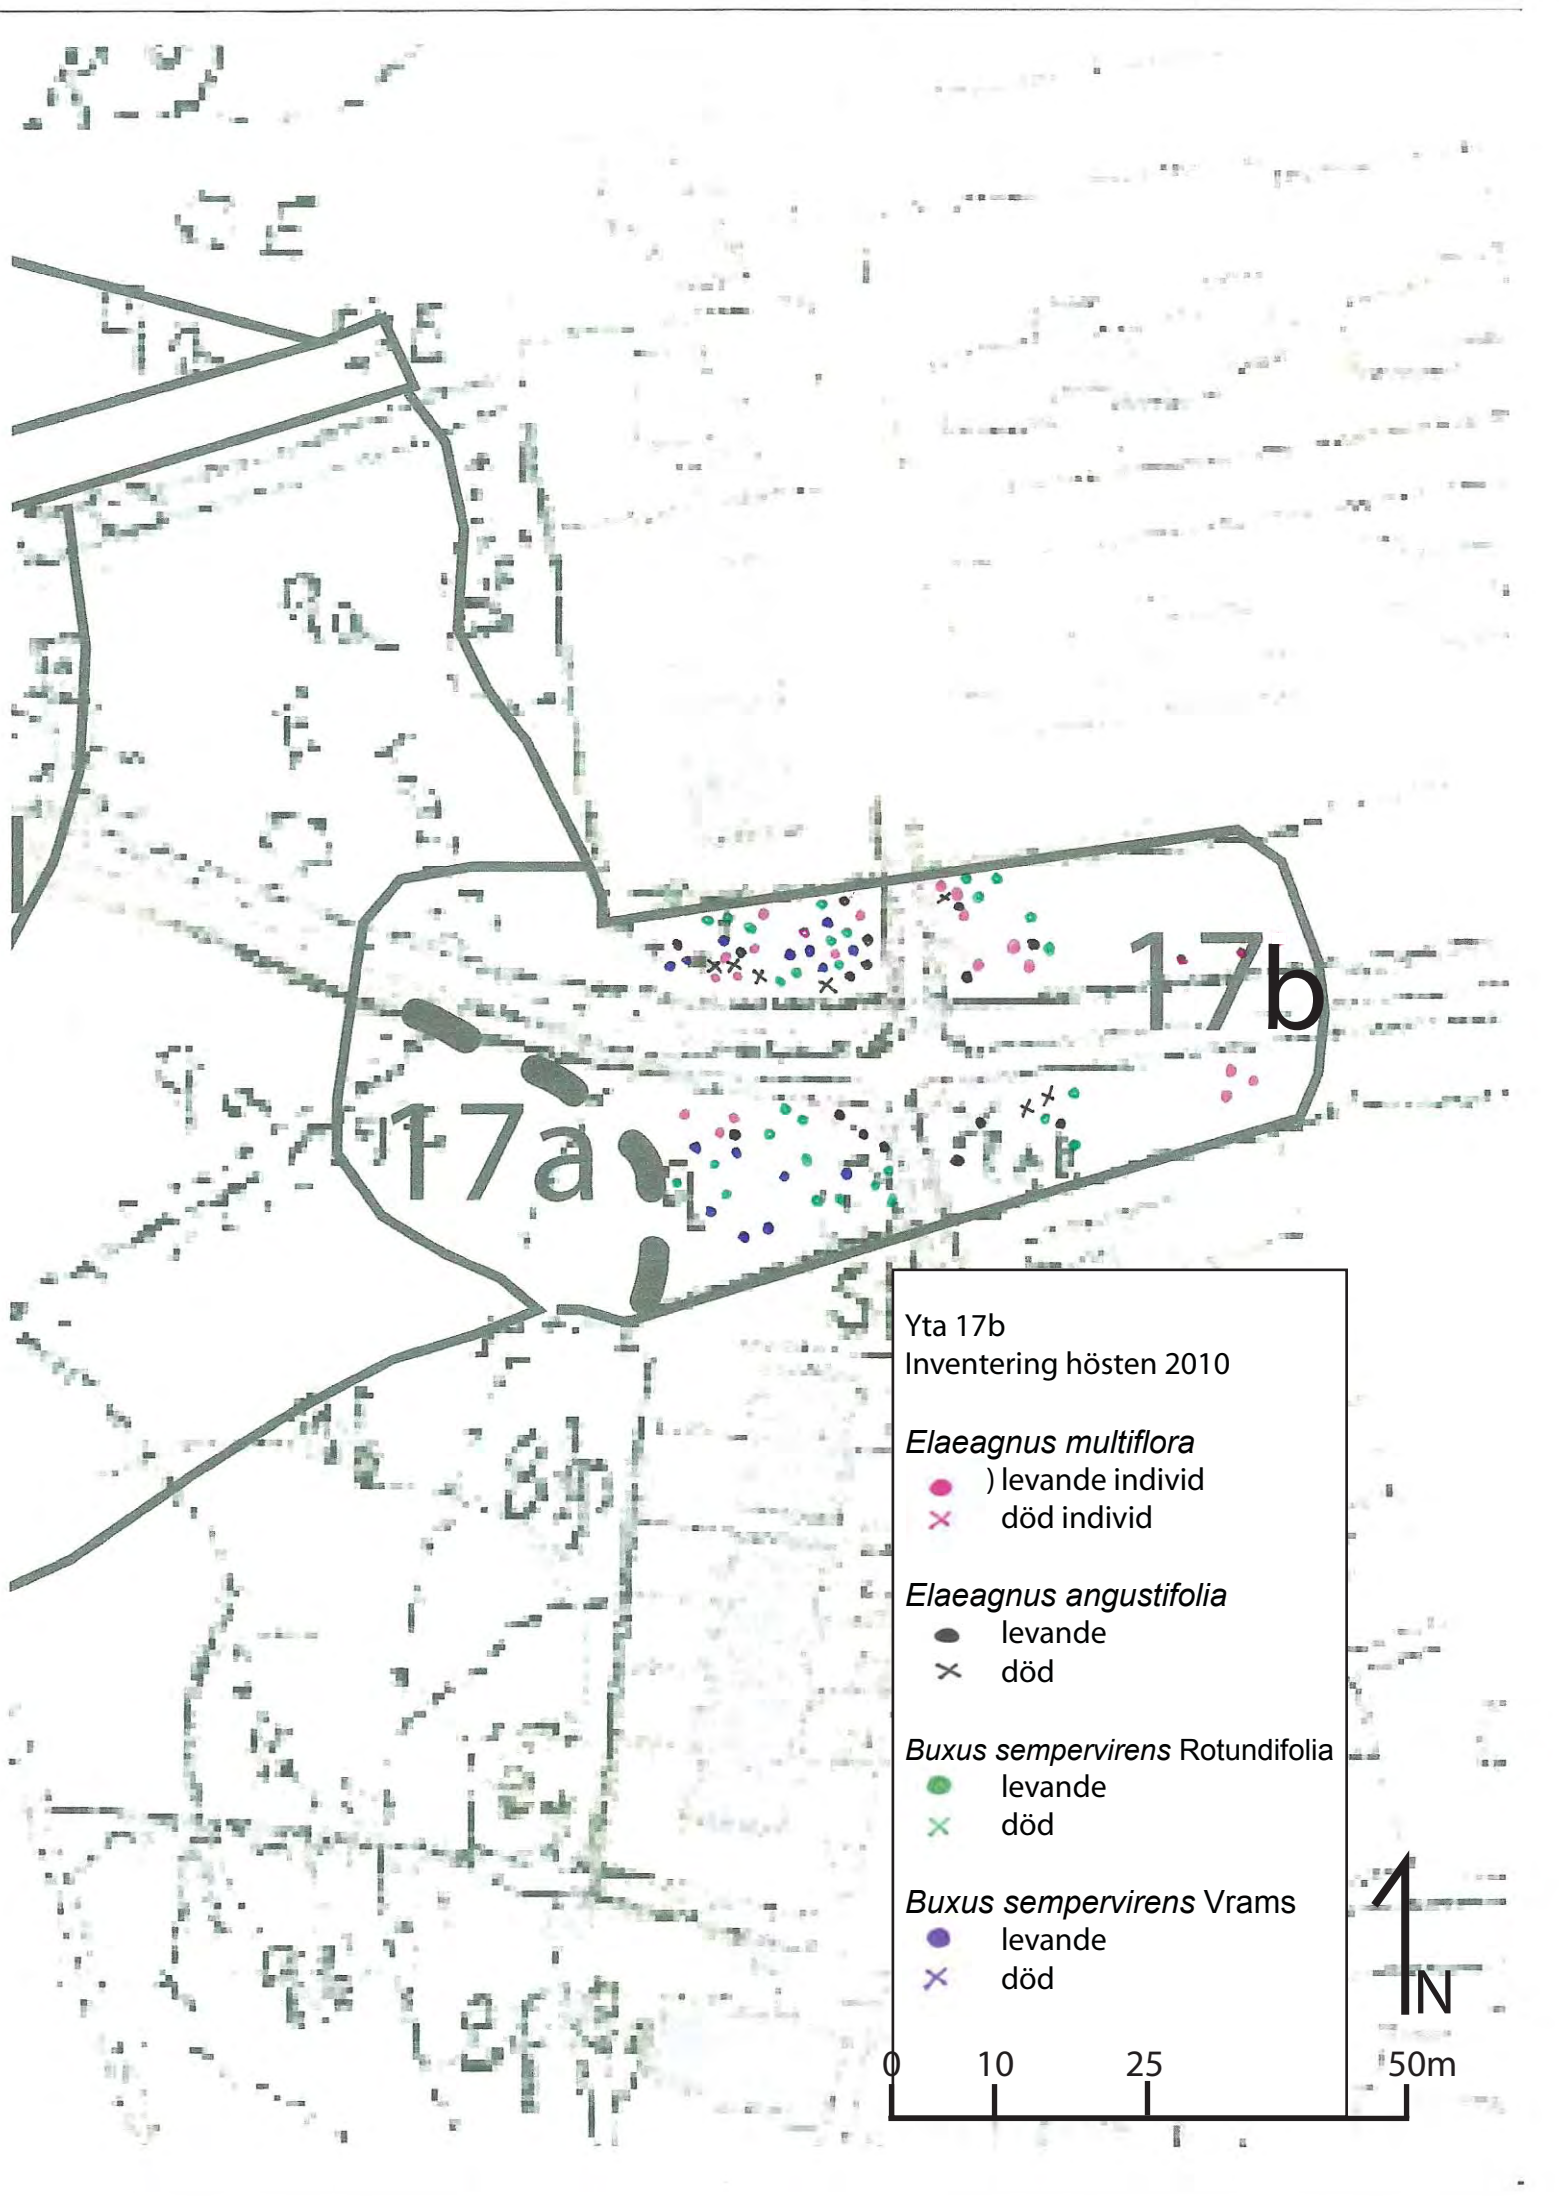 17b
17a
Yta 17b
Inventering hösten 2010
Elaeagnus multiflora
) levande individ
död individ
Elaeagnus angustifolia
levande
död
Buxus sempervirens Rotundifolia
levande
död
Buxus sempervirens Vrams
levande
död
N
0 10 25 50m